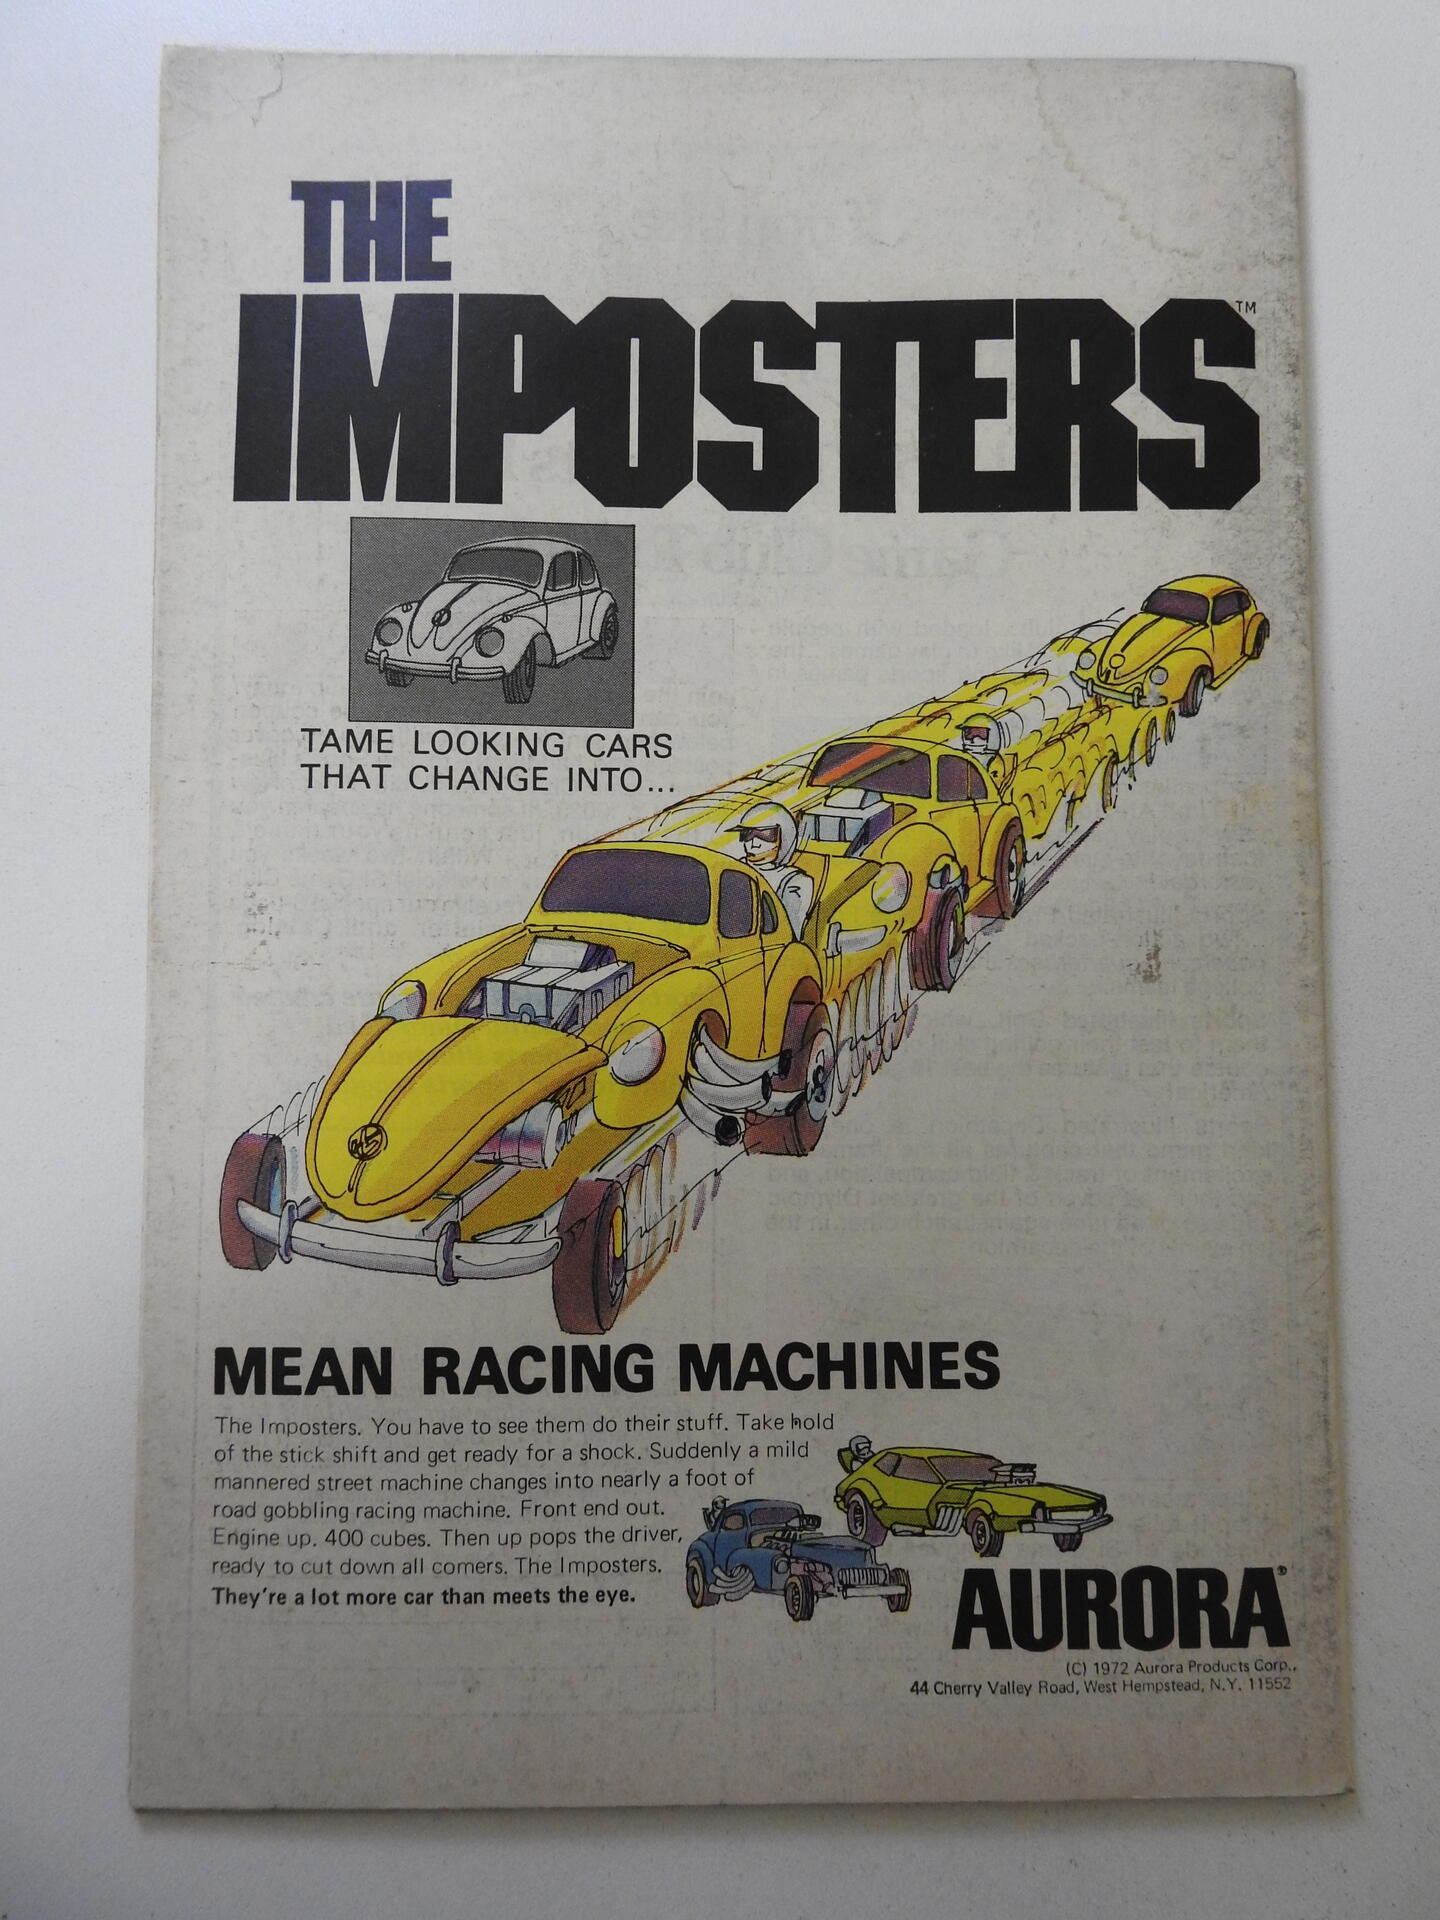 THE
IMPOSTERS™
TAME LOOKING CARS
THAT CHANGE INTO...
MEAN RACING MACHINES
The Imposters. You have to see them do their stuff. Take hold
of the stick shift and get ready for a shock. Suddenly a mild
mannered street machine changes into nearly a foot of
road gobbling racing machine. Front end out.
Engine up. 400 cubes. Then up pops the driver,
ready to cut down all comers. The Imposters.
They're a lot more car than meets the eye.
AURORA®
(C) 1972 Aurora Products Corp.,
44 Cherry Valley Road, West Hempstead, N.Y. 11552